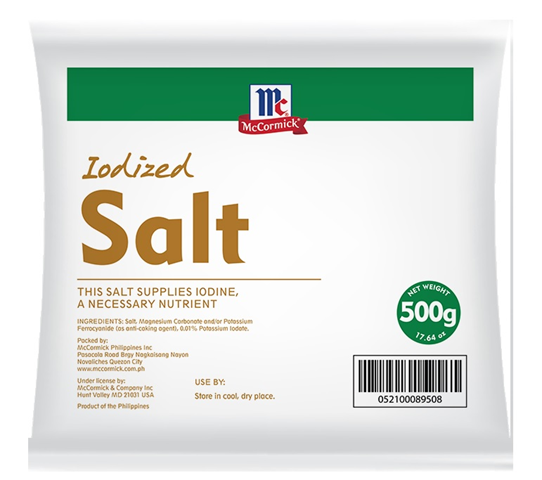 Mc
McCormick®
Iodized
Salt
THIS SALT SUPPLIES IODINE,
A NECESSARY NUTRIENT
INGREDIENTS: Salt, Magnesium Carbonate and/or Potassium
Ferrocyanide (as anti-caking agent), 0.01% Potassium Iodate.
Packed by:
McCormick Philippines Inc
Pasacola Road Brgy Nagkaisang Nayon
Novaliches Quezon City
www.mccormick.com.ph
Under license by:
McCormick & Company Inc
Hunt Valley MD 21031 USA
Product of the Philippines
USE BY:
Store in cool, dry place.
NET WEIGHT
500g
17.64 oz
052100089508